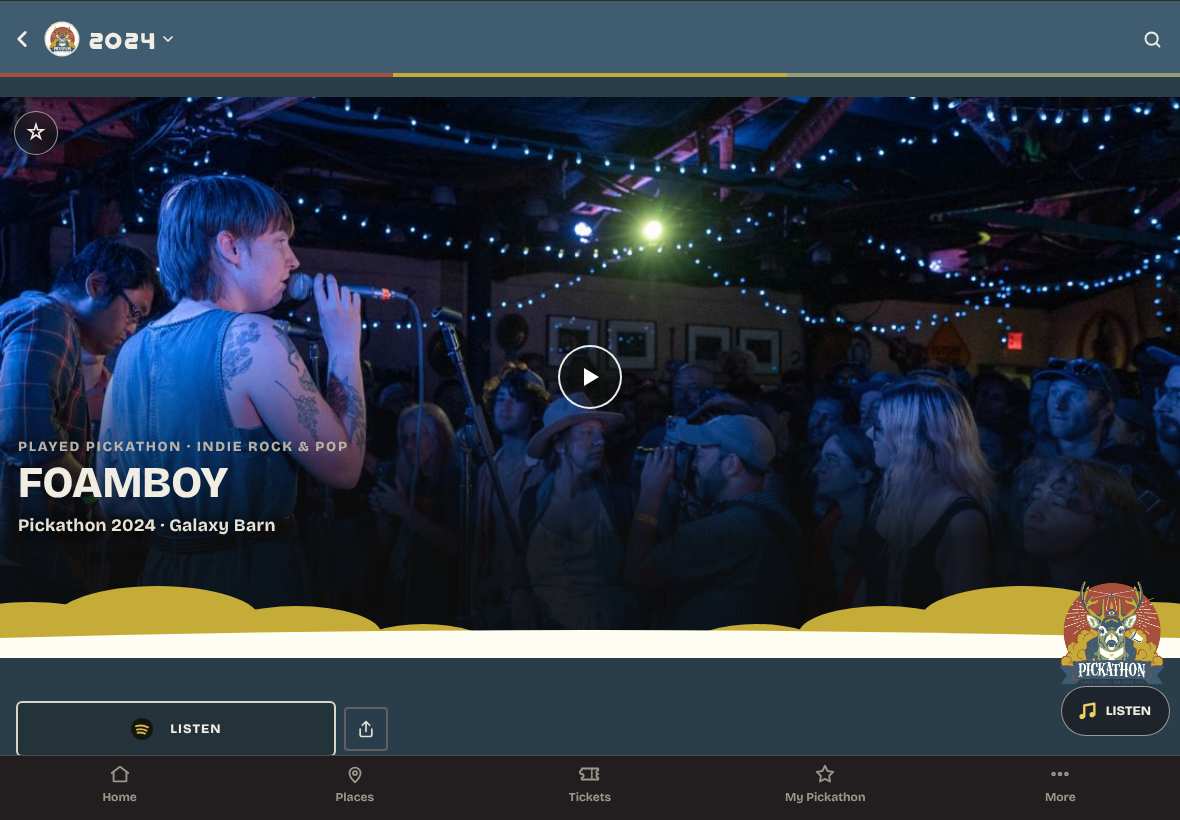 2024
PLAYED PICKATHON · INDIE ROCK & POP
FOAMBOY
Pickathon 2024 · Galaxy Barn
PICKATHON
LISTEN
LISTEN
Home
Places
Tickets
My Pickathon
More